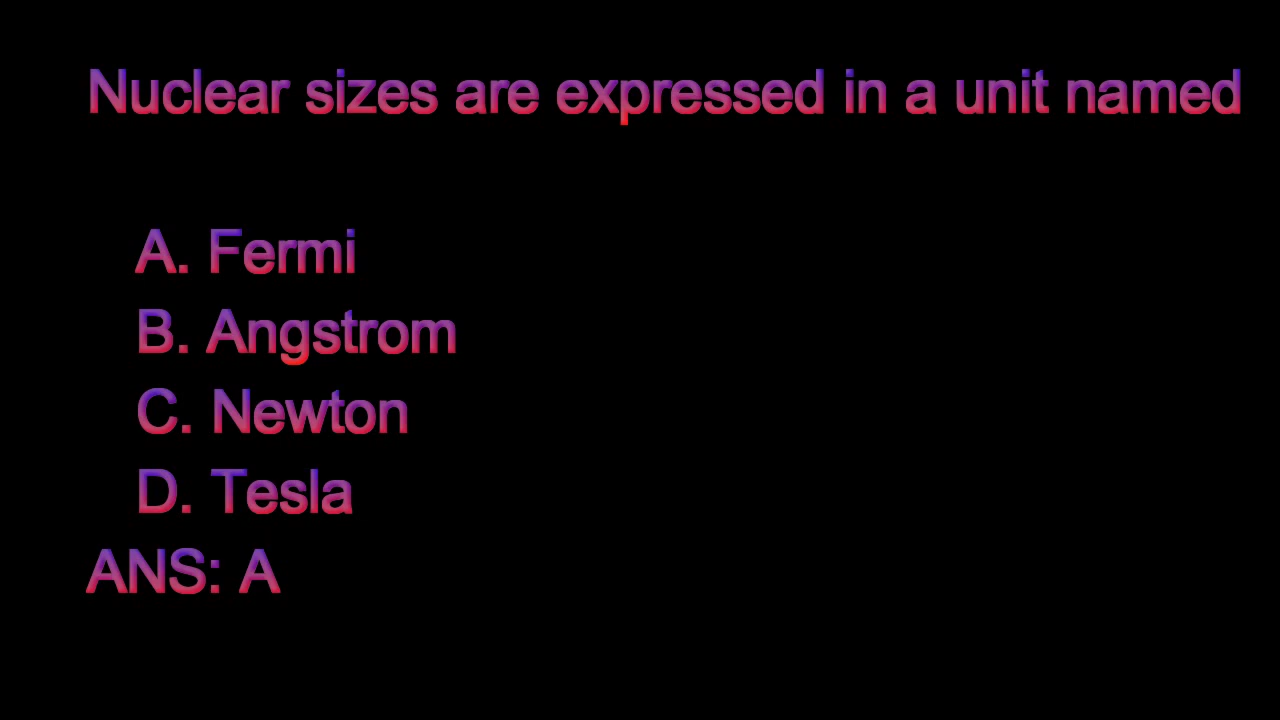 Nuclear sizes are expressed in a unit named
A. Fermi
B. Angstrom
C. Newton
D. Tesla
ANS: A